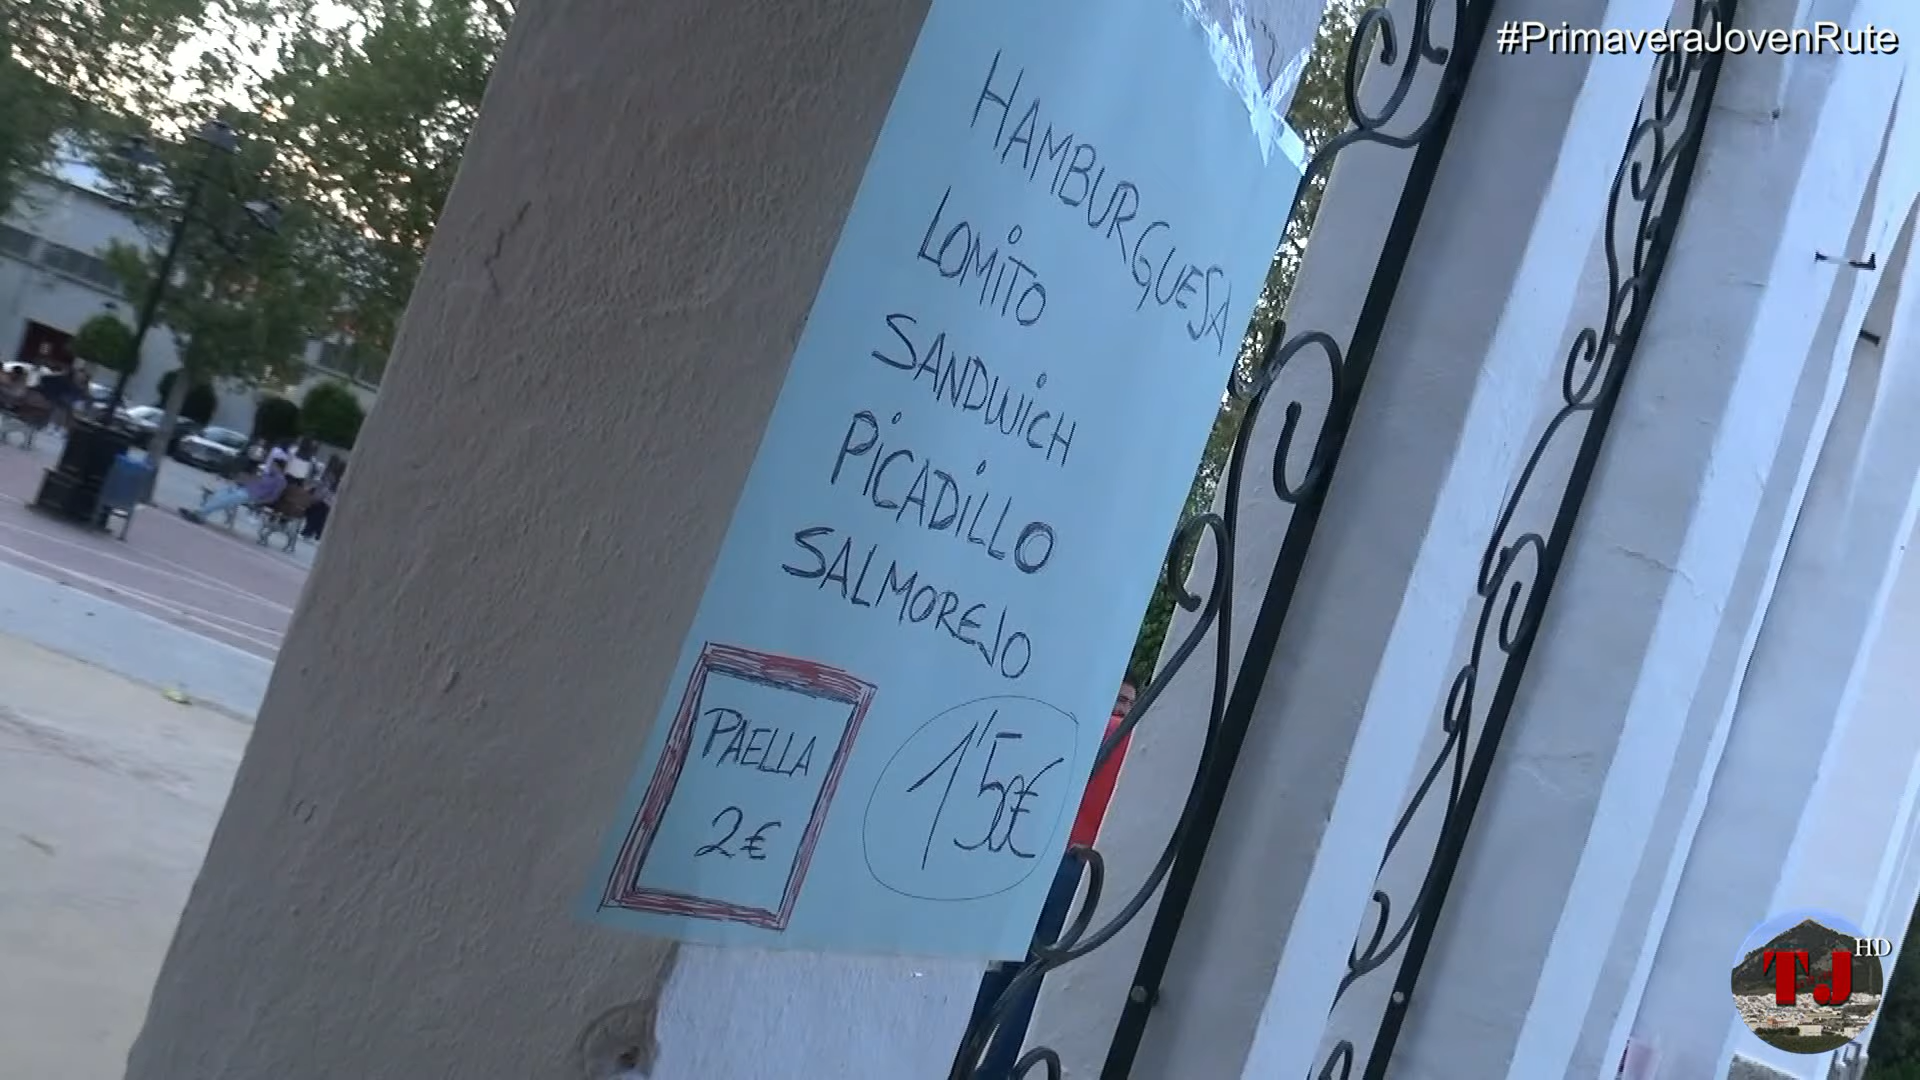 #PrimaveraJovenRute
HAMBURGUESA
LOMITO
SANDWICH
PICADILLO
SALMOREJO
PAELLA
2€
1'50€
TJ HD